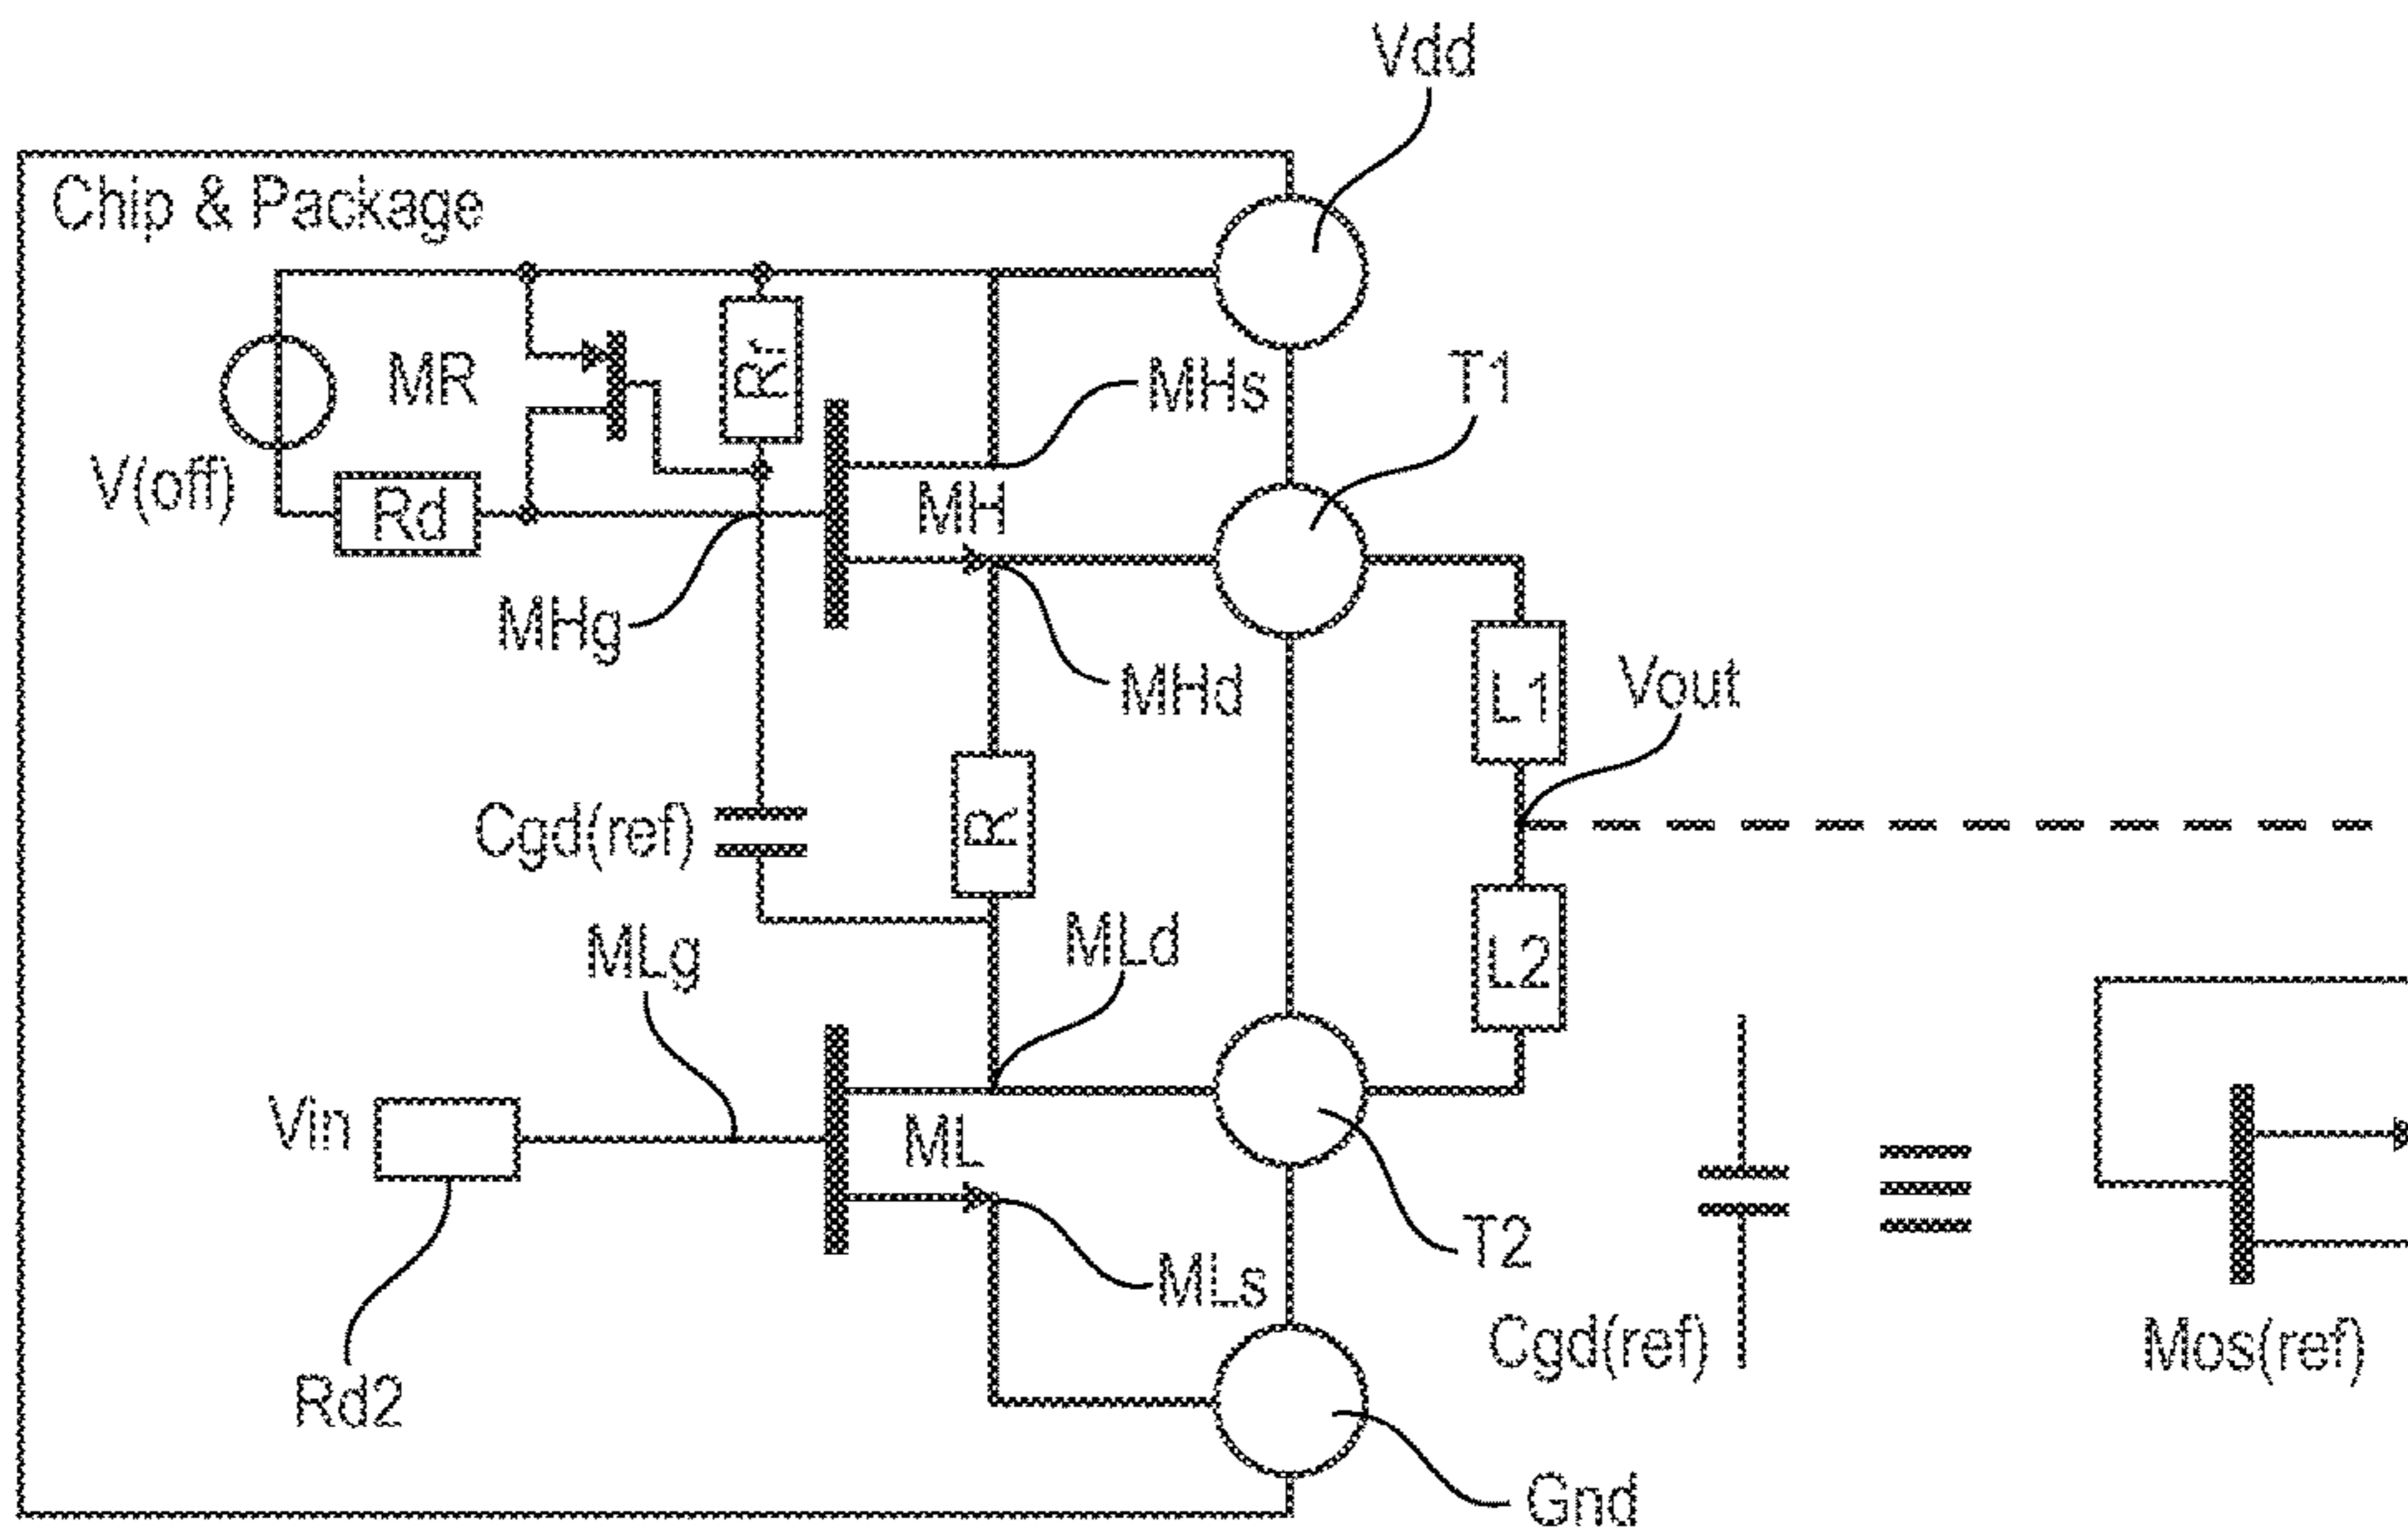 Vdd
Chip & Package
MR
Rr
MHs
T1
V(off)
Rd
MH
MHg
MHd
L1
Vout
Cgd(ref)
R
MLg
MLd
L2
Vin
ML
T2
MLs
Cgd(ref)
Mos(ref)
Rd2
Gnd